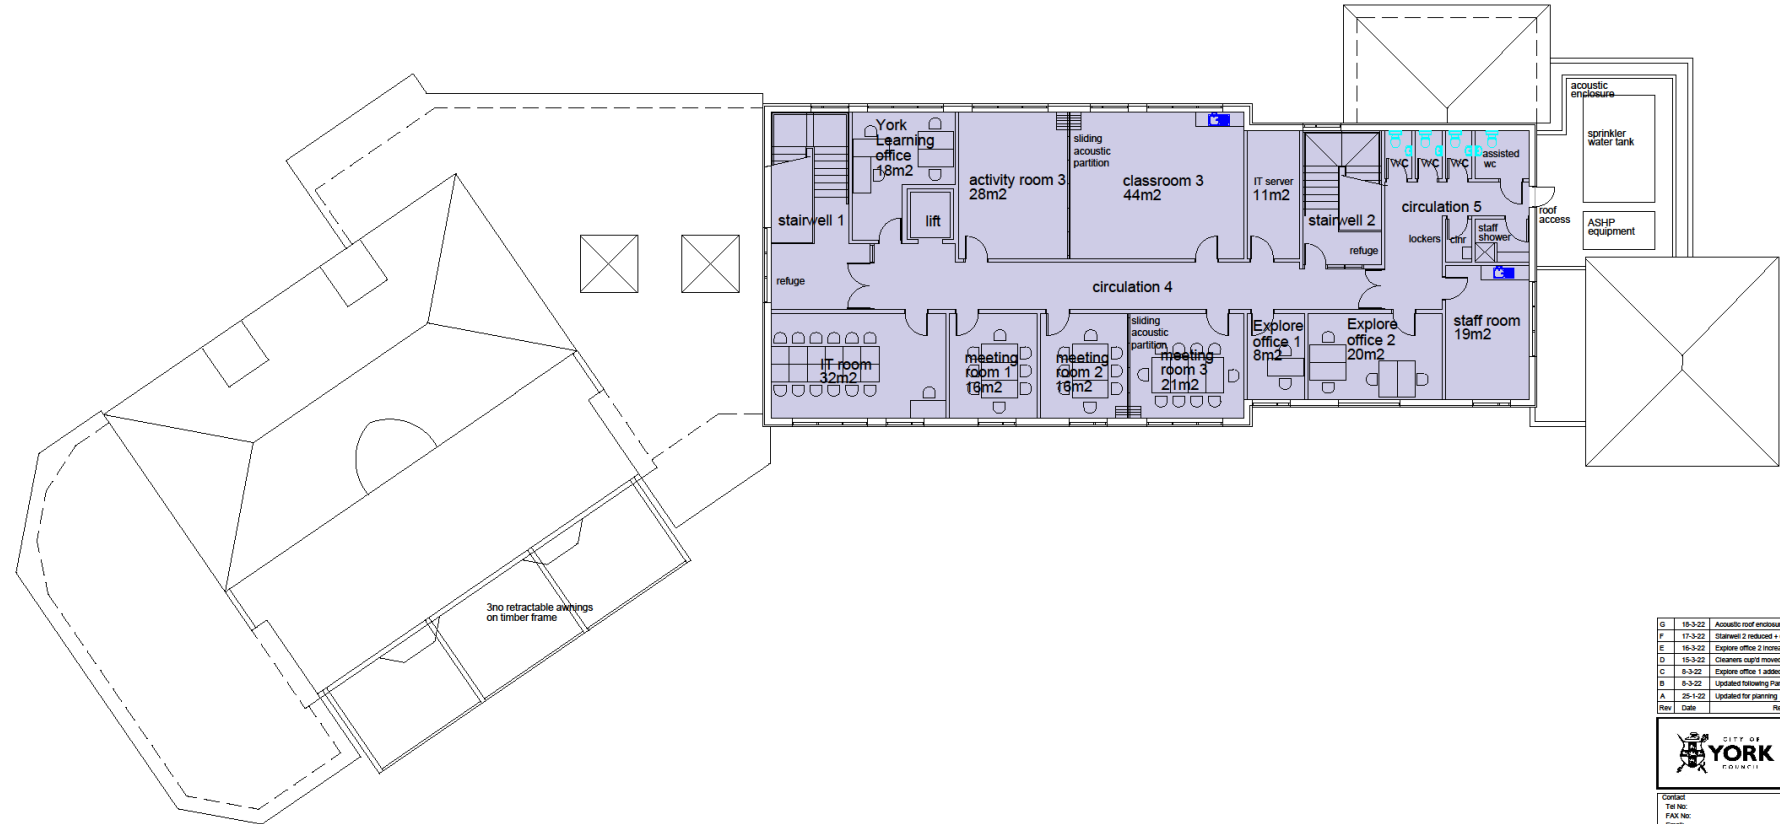 acoustic
enclosure
sprinkler
water tank
roof
access
ASHP
equipment
York
Learning
office
18m2
stairwell 1
lift
activity room 3
28m2
sliding
acoustic
partition
classroom 3
44m2
IT server
11m2
stairwell 2
refuge
WC
WC
WC
assisted
wc
circulation 5
lockers
clnr
staff
shower
refuge
circulation 4
IT room
32m2
meeting
room 1
16m2
meeting
room 2
16m2
sliding
acoustic
partition
meeting
room 3
21m2
Explore
office 1
8m2
Explore
office 2
20m2
staff room
19m2
3no retractable awnings
on timber frame
G 18-3-22 Acoustic roof
F 17-3-22 Stairwell 2 reduced +
E 16-3-22 Explore office 2
D 15-3-22 Cleaners cup'd moved
C 8-3-22 Explore office 1 added
B 8-3-22 Updated following
A 25-1-22 Updated for planning
Rev Date
CITY OF
YORK
COUNCIL
Contact
Tel No:
FAX No: